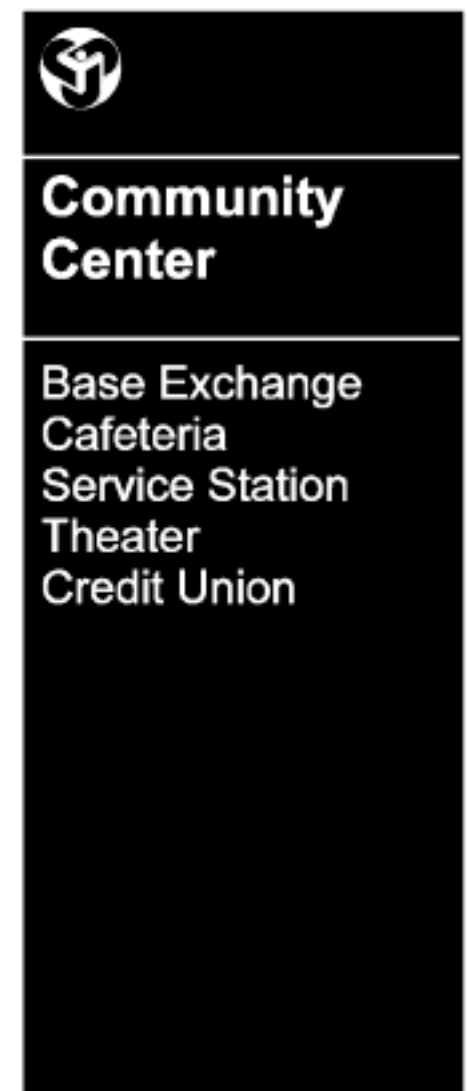 Community
Center
Base Exchange
Cafeteria
Service Station
Theater
Credit Union